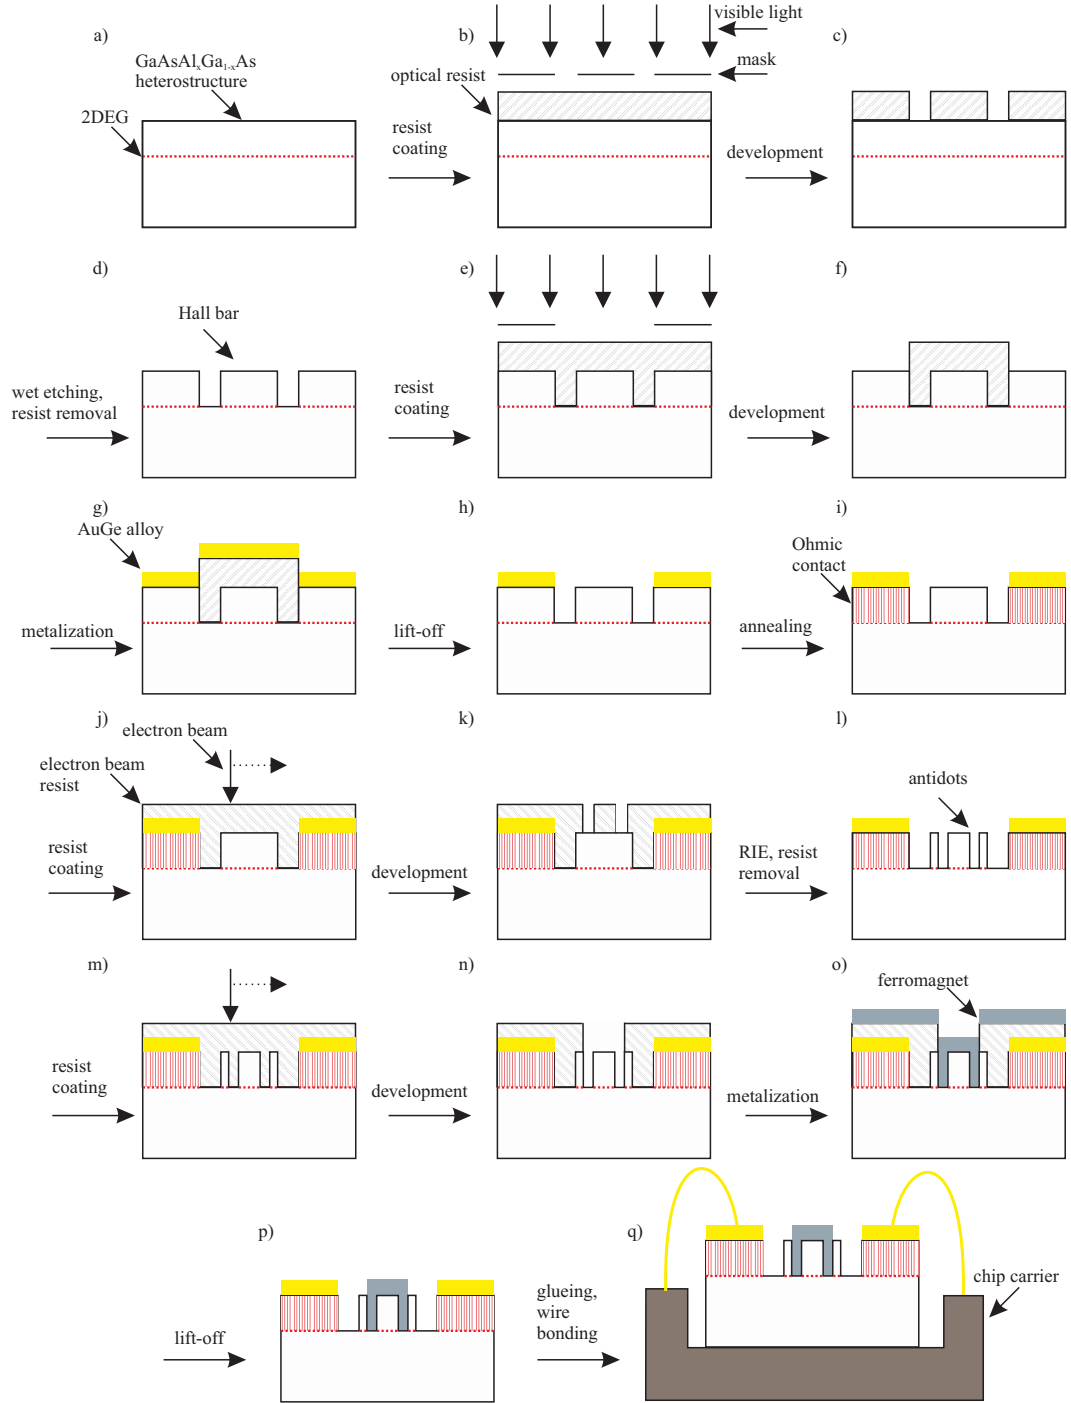 a)
GaAsAlxGa1-xAs
heterostructure
2DEG
b)
visible light
mask
optical resist
resist
coating
c)
development
d)
Hall bar
wet etching,
resist removal
e)
resist
coating
f)
development
g)
AuGe alloy
metalization
h)
lift-off
i)
Ohmic
contact
annealing
j)
electron beam
electron beam
resist
resist
coating
k)
development
l)
antidots
RIE, resist
removal
m)
resist
coating
n)
development
o)
ferromagnet
metalization
p)
lift-off
q)
glueing,
wire
bonding
chip carrier